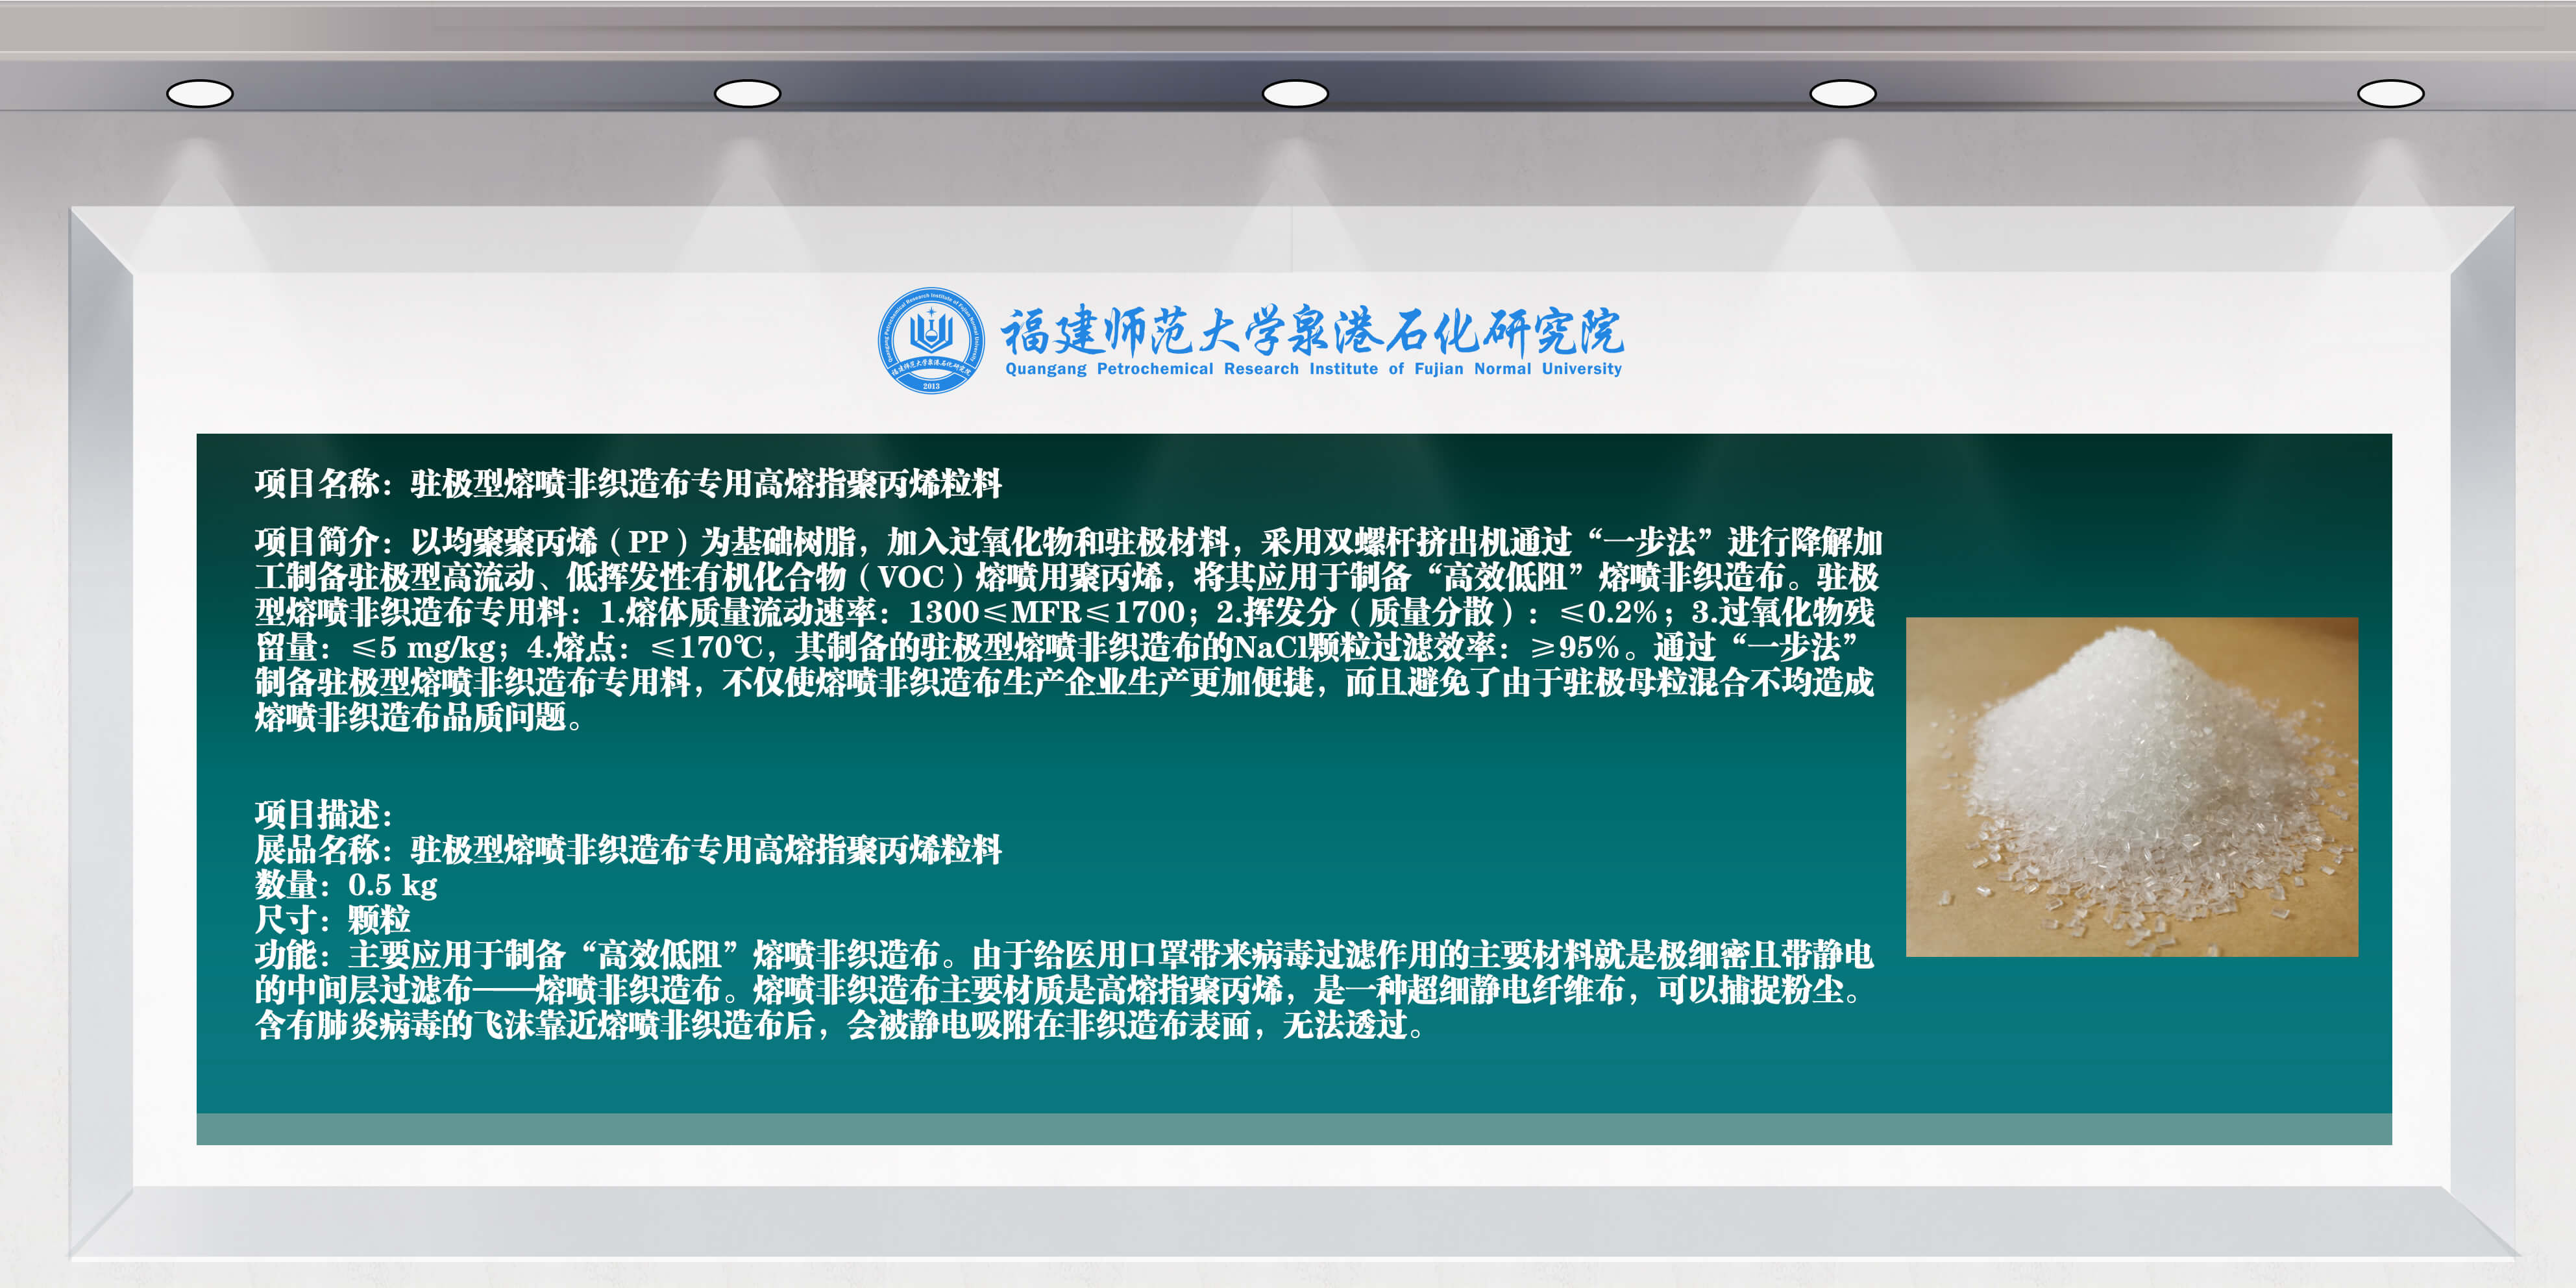 Quangang Petrochemical Research Institute of Fujian Normal University
福建师范大学泉港石化研究院
2013
福建师范大学泉港石化研究院
Quangang Petrochemical Research Institute of Fujian Normal University
项目名称：驻极型熔喷非织造布专用高熔指聚丙烯粒料
项目简介：以均聚聚丙烯（PP）为基础树脂，加入过氧化物和驻极材料，采用双螺杆挤出机通过“一步法”进行降解加
工制备驻极型高流动、低挥发性有机化合物（VOC）熔喷用聚丙烯，将其应用于制备“高效低阻”熔喷非织造布。驻极
型熔喷非织造布专用料：1.熔体质量流动速率：1300≤MFR≤1700；2.挥发分（质量分散）：≤0.2%；3.过氧化物残
留量：≤5 mg/kg；4.熔点：≤170℃，其制备的驻极型熔喷非织造布的NaCl颗粒过滤效率：≥95%。通过“一步法”
制备驻极型熔喷非织造布专用料，不仅使熔喷非织造布生产企业生产更加便捷，而且避免了由于驻极母粒混合不均造成
熔喷非织造布品质问题。
项目描述：
展品名称：驻极型熔喷非织造布专用高熔指聚丙烯粒料
数量：0.5 kg
尺寸：颗粒
功能：主要应用于制备“高效低阻”熔喷非织造布。由于给医用口罩带来病毒过滤作用的主要材料就是极细密且带静电
的中间层过滤布——熔喷非织造布。熔喷非织造布主要材质是高熔指聚丙烯，是一种超细静电纤维布，可以捕捉粉尘。
含有肺炎病毒的飞沫靠近熔喷非织造布后，会被静电吸附在非织造布表面，无法透过。